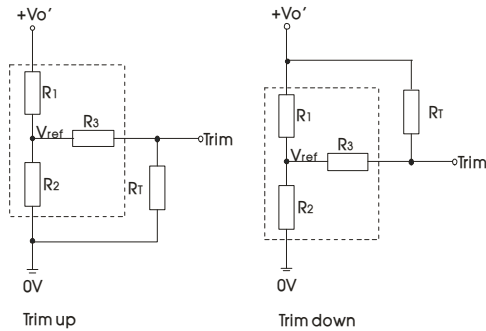 +Vo′
R1
Vref
R3
Trim
R2
RT
0V
Trim up
+Vo′
R1
RT
Vref
R3
Trim
R2
0V
Trim down